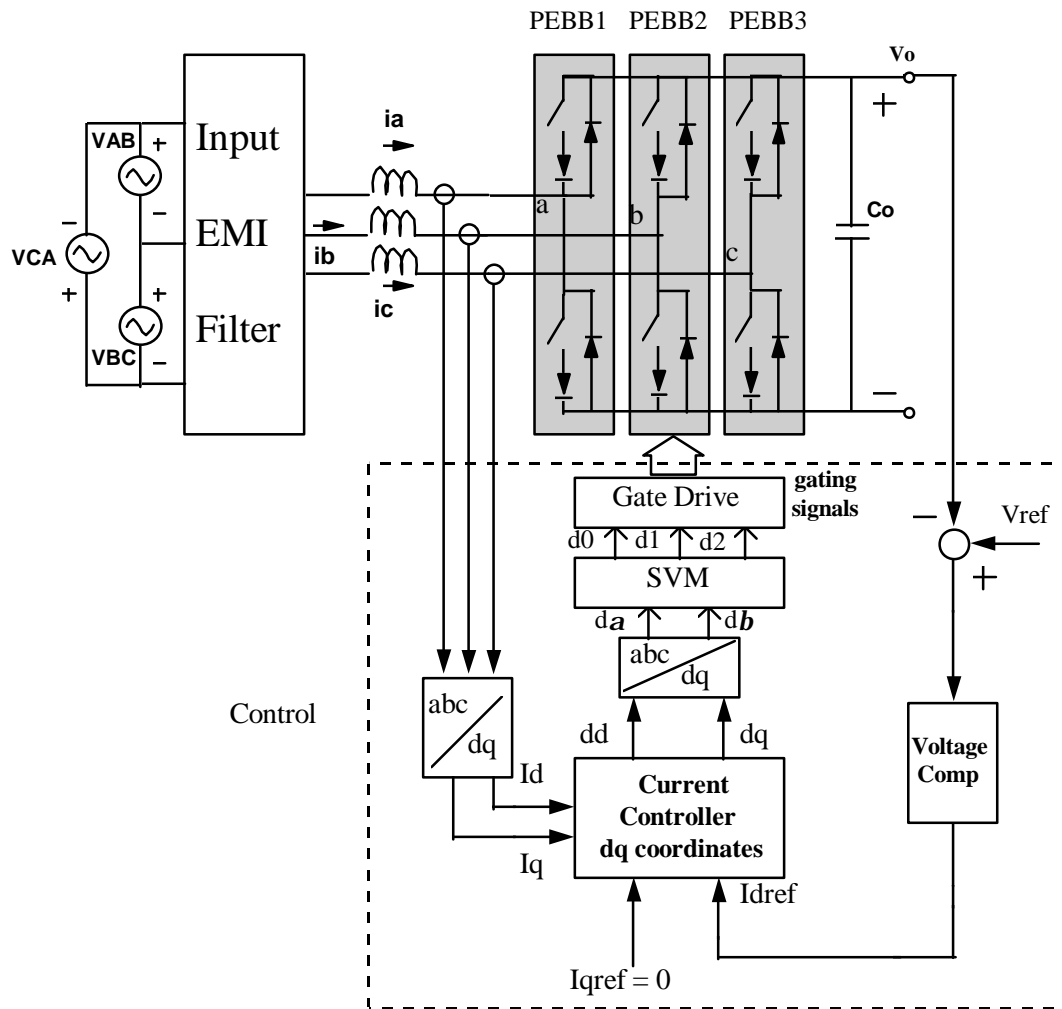 PEBB1 PEBB2 PEBB3
Vo
+
Input
EMI
Filter
VAB
+
−
VCA
−
+
VBC
+
−
ia
ib
ic
a
b
c
Co
−
Gate Drive
gating
signals
d0 d1 d2
SVM
da db
abc
dq
dd dq
Current
Controller
dq coordinates
Control
abc
dq
Id
Iq
Iqref = 0
Idref
−
Vref
+
Voltage
Comp